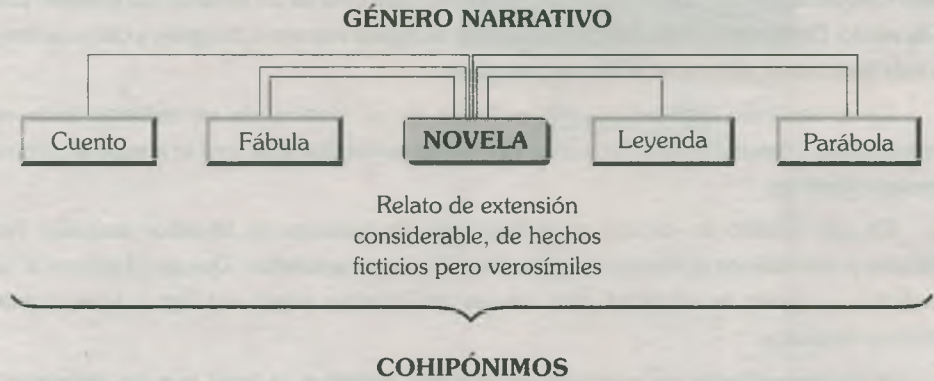 GÉNERO NARRATIVO
Cuento
Fábula
NOVELA
Leyenda
Parábola
Relato de extensión
considerable, de hechos
ficticios pero verosímiles
COHIPÓNIMOS